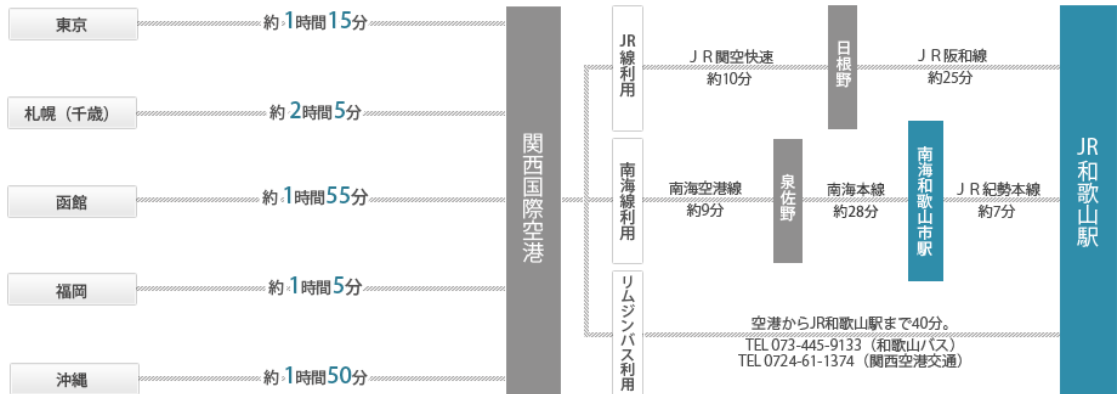 東京
約1時間15分
札幌（千歳）
約2時間5分
函館
約1時間55分
福岡
約1時間5分
沖縄
約1時間50分
関西国際空港
JR線利用
ＪＲ関空快速
約10分
日根野
ＪＲ阪和線
約25分
南海線利用
南海空港線
約9分
泉佐野
南海本線
約28分
南海和歌山市駅
ＪＲ紀勢本線
約7分
リムジンバス利用
空港からJR和歌山駅まで40分。
TEL 073-445-9133（和歌山バス）
TEL 0724-61-1374（関西空港交通）
JR和歌山駅